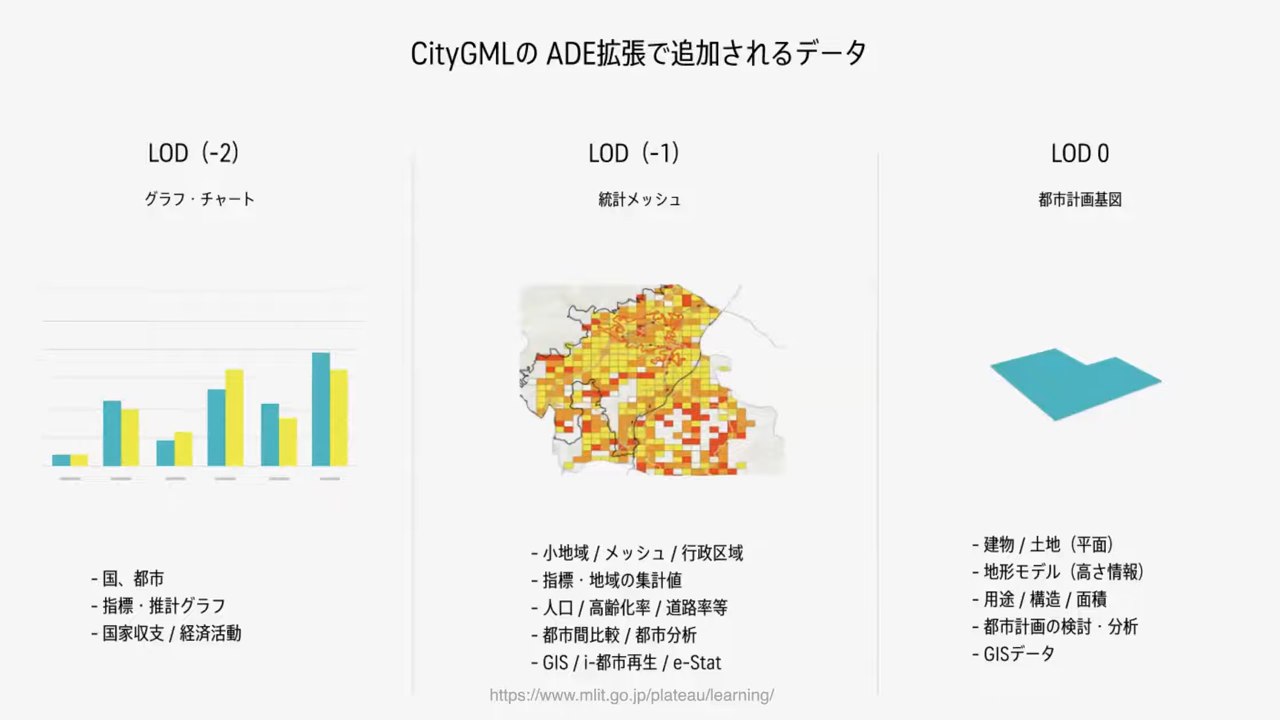 CityGMLの ADE拡張で追加されるデータ
LOD（-2）
グラフ・チャート
- 国、都市
- 指標・推計グラフ
- 国家収支 / 経済活動
LOD（-1）
統計メッシュ
- 小地域 / メッシュ / 行政区域
- 指標・地域の集計値
- 人口 / 高齢化率 / 道路率等
- 都市間比較 / 都市分析
- GIS / i-都市再生 / e-Stat
LOD 0
都市計画基図
- 建物 / 土地（平面）
- 地形モデル（高さ情報）
- 用途 / 構造 / 面積
- 都市計画の検討・分析
- GISデータ
https://www.mlit.go.jp/plateau/learning/